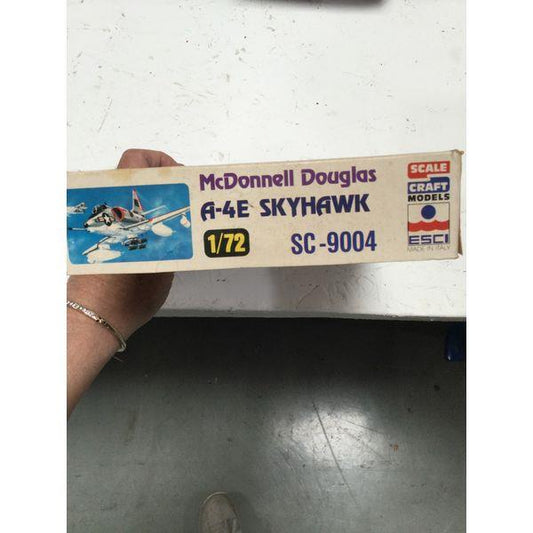 McDonnell Douglas
A-4E SKYHAWK
1/72
SC-9004
SCALE
CRAFT
MODELS
ESCI
MADE IN ITALY